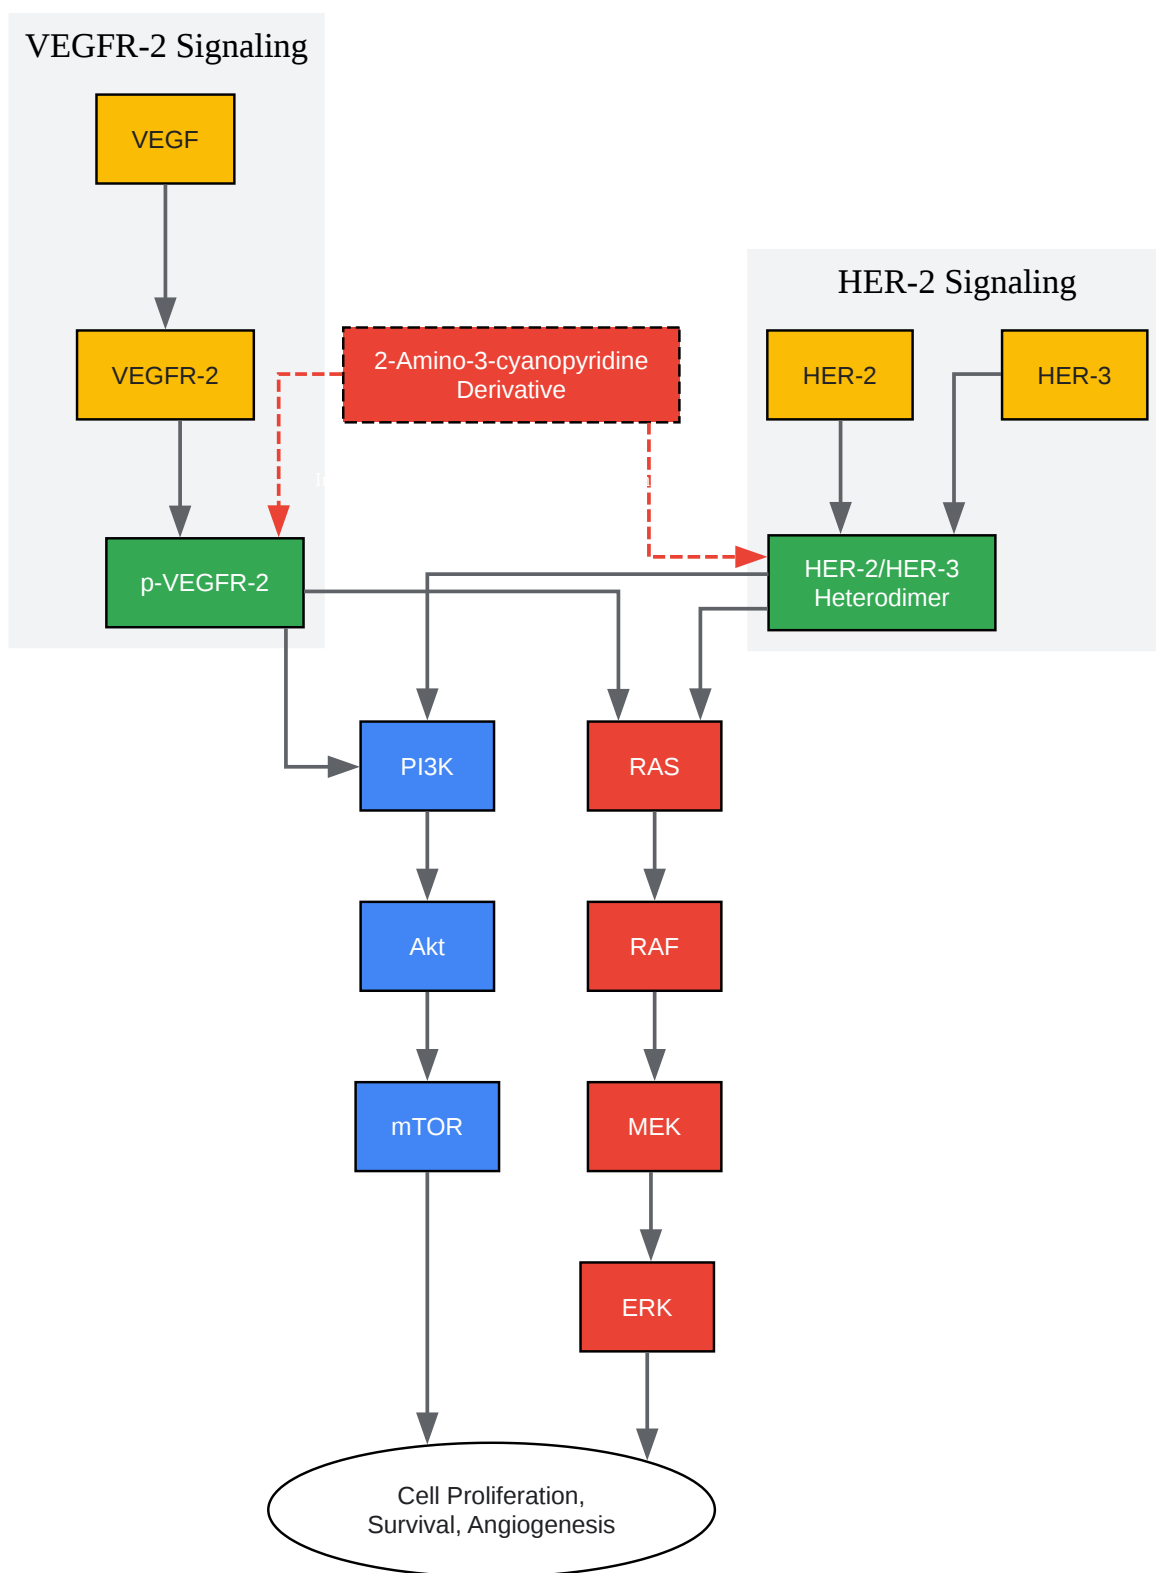 VEGFR-2 Signaling
VEGF
HER-2 Signaling
VEGFR-2
2-Amino-3-cyanopyridine
Derivative
HER-2
HER-3
p-VEGFR-2
HER-2/HER-3
Heterodimer
PI3K
RAS
Akt
RAF
mTOR
MEK
ERK
Cell Proliferation,
Survival, Angiogenesis